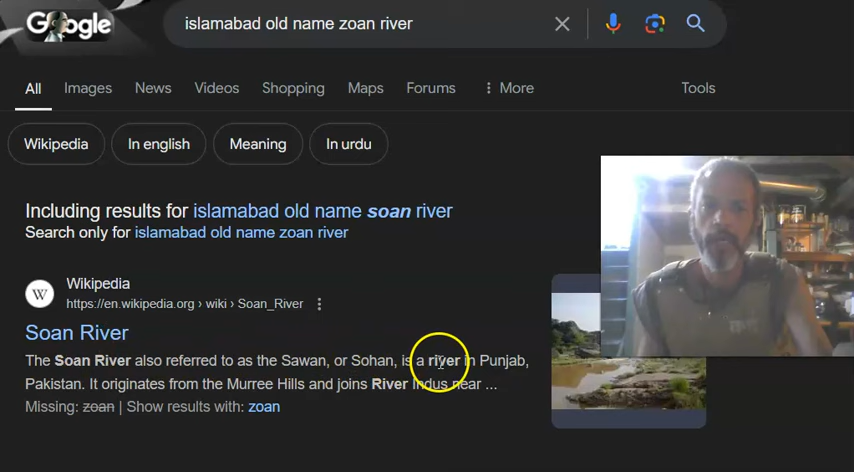 Google
islamabad old name zoan river
All Images News Videos Shopping Maps Forums More Tools
Wikipedia In english Meaning In urdu
Including results for islamabad old name soan river
Search only for islamabad old name zoan river
W
Wikipedia
https://en.wikipedia.org › wiki › Soan_River
Soan River
The Soan River also referred to as the Sawan, or Sohan, is a river in Punjab,
Pakistan. It originates from the Murree Hills and joins River Indus near ...
Missing: zoan | Show results with: zoan